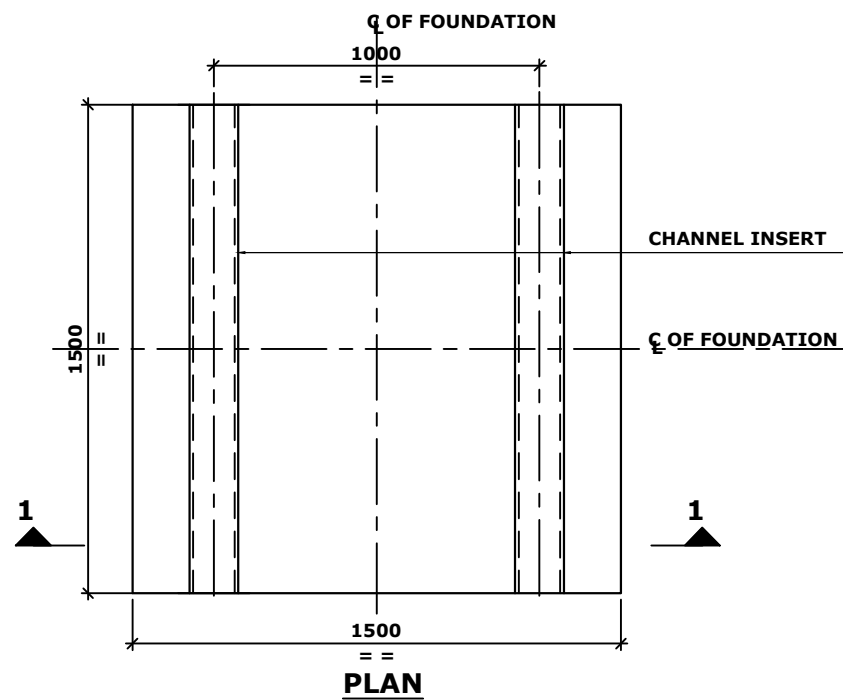 ℄ OF FOUNDATION
1000
= =
CHANNEL INSERT
1500
= =
℄ OF FOUNDATION
1 1
1500
= =
PLAN